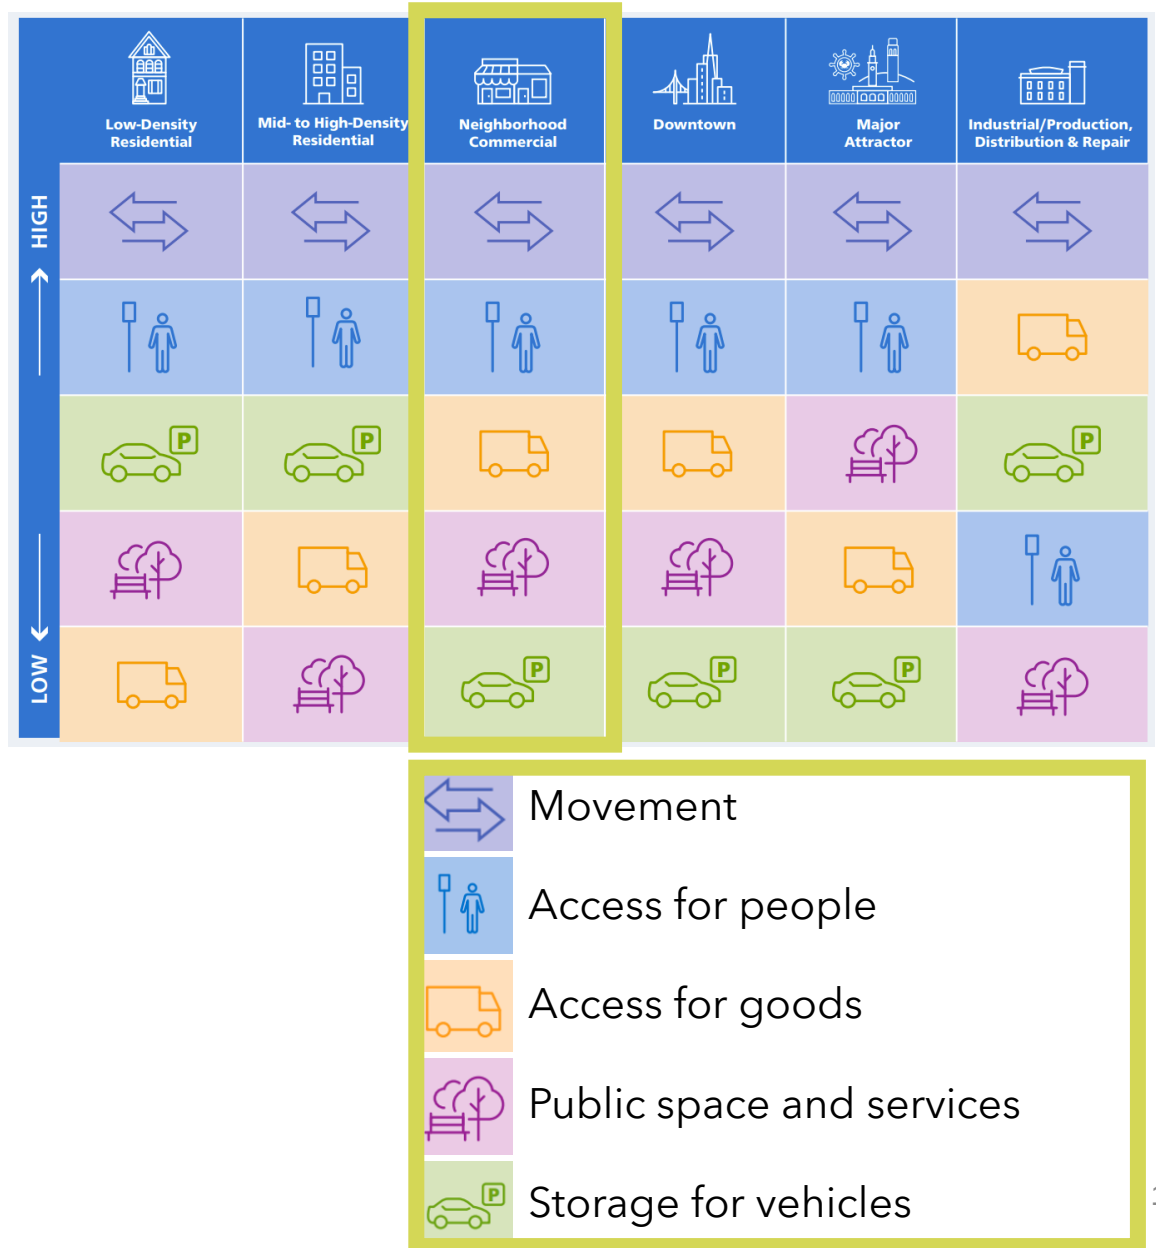 Low-Density
Residential
Mid- to High-Density
Residential
Neighborhood
Commercial
Downtown
Major
Attractor
Industrial/Production,
Distribution & Repair
HIGH
P
P
P
LOW
P
P
P
Movement
Access for people
Access for goods
Public space and services
P
Storage for vehicles